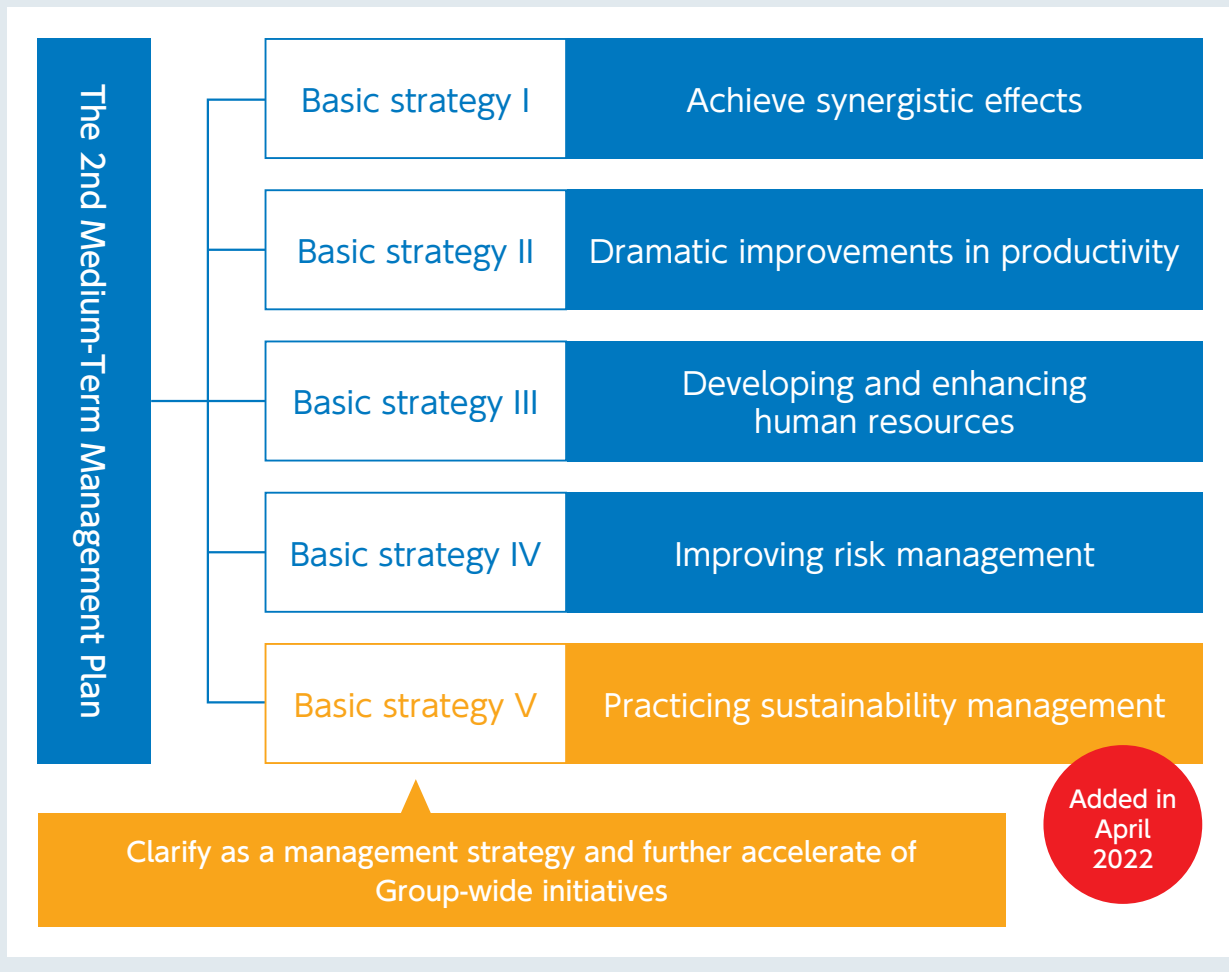 The 2nd Medium-Term Management Plan
Basic strategy I
Achieve synergistic effects
Basic strategy II
Dramatic improvements in productivity
Basic strategy III
Developing and enhancing
human resources
Basic strategy IV
Improving risk management
Basic strategy V
Practicing sustainability management
Added in
April
2022
Clarify as a management strategy and further accelerate of
Group-wide initiatives